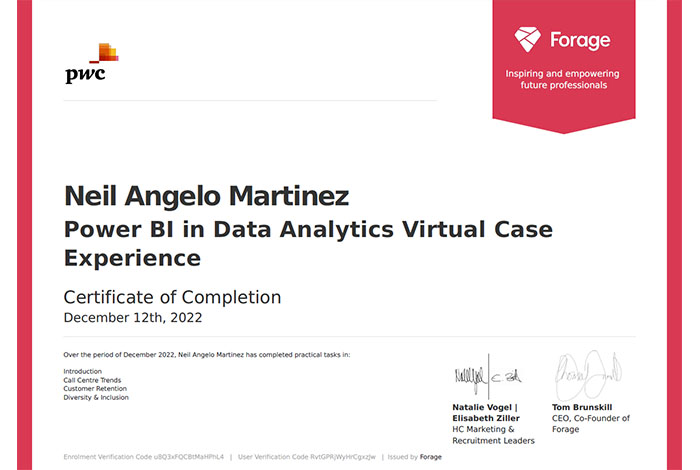 pwc
Forage
Inspiring and empowering
future professionals
Neil Angelo Martinez
Power BI in Data Analytics Virtual Case
Experience
Certificate of Completion
December 12th, 2022
Over the period of December 2022, Neil Angelo Martinez has completed practical tasks in:
Introduction
Call Centre Trends
Customer Retention
Diversity & Inclusion
Natalie Vogel |
Elisabeth Ziller
HC Marketing &
Recruitment Leaders
Tom Brunskill
CEO, Co-Founder of
Forage
Enrolment Verification Code u8Q3xFQCBtMaHPhL4 | User Verification Code RvtGPRjWyHrCgxzJw | Issued by Forage